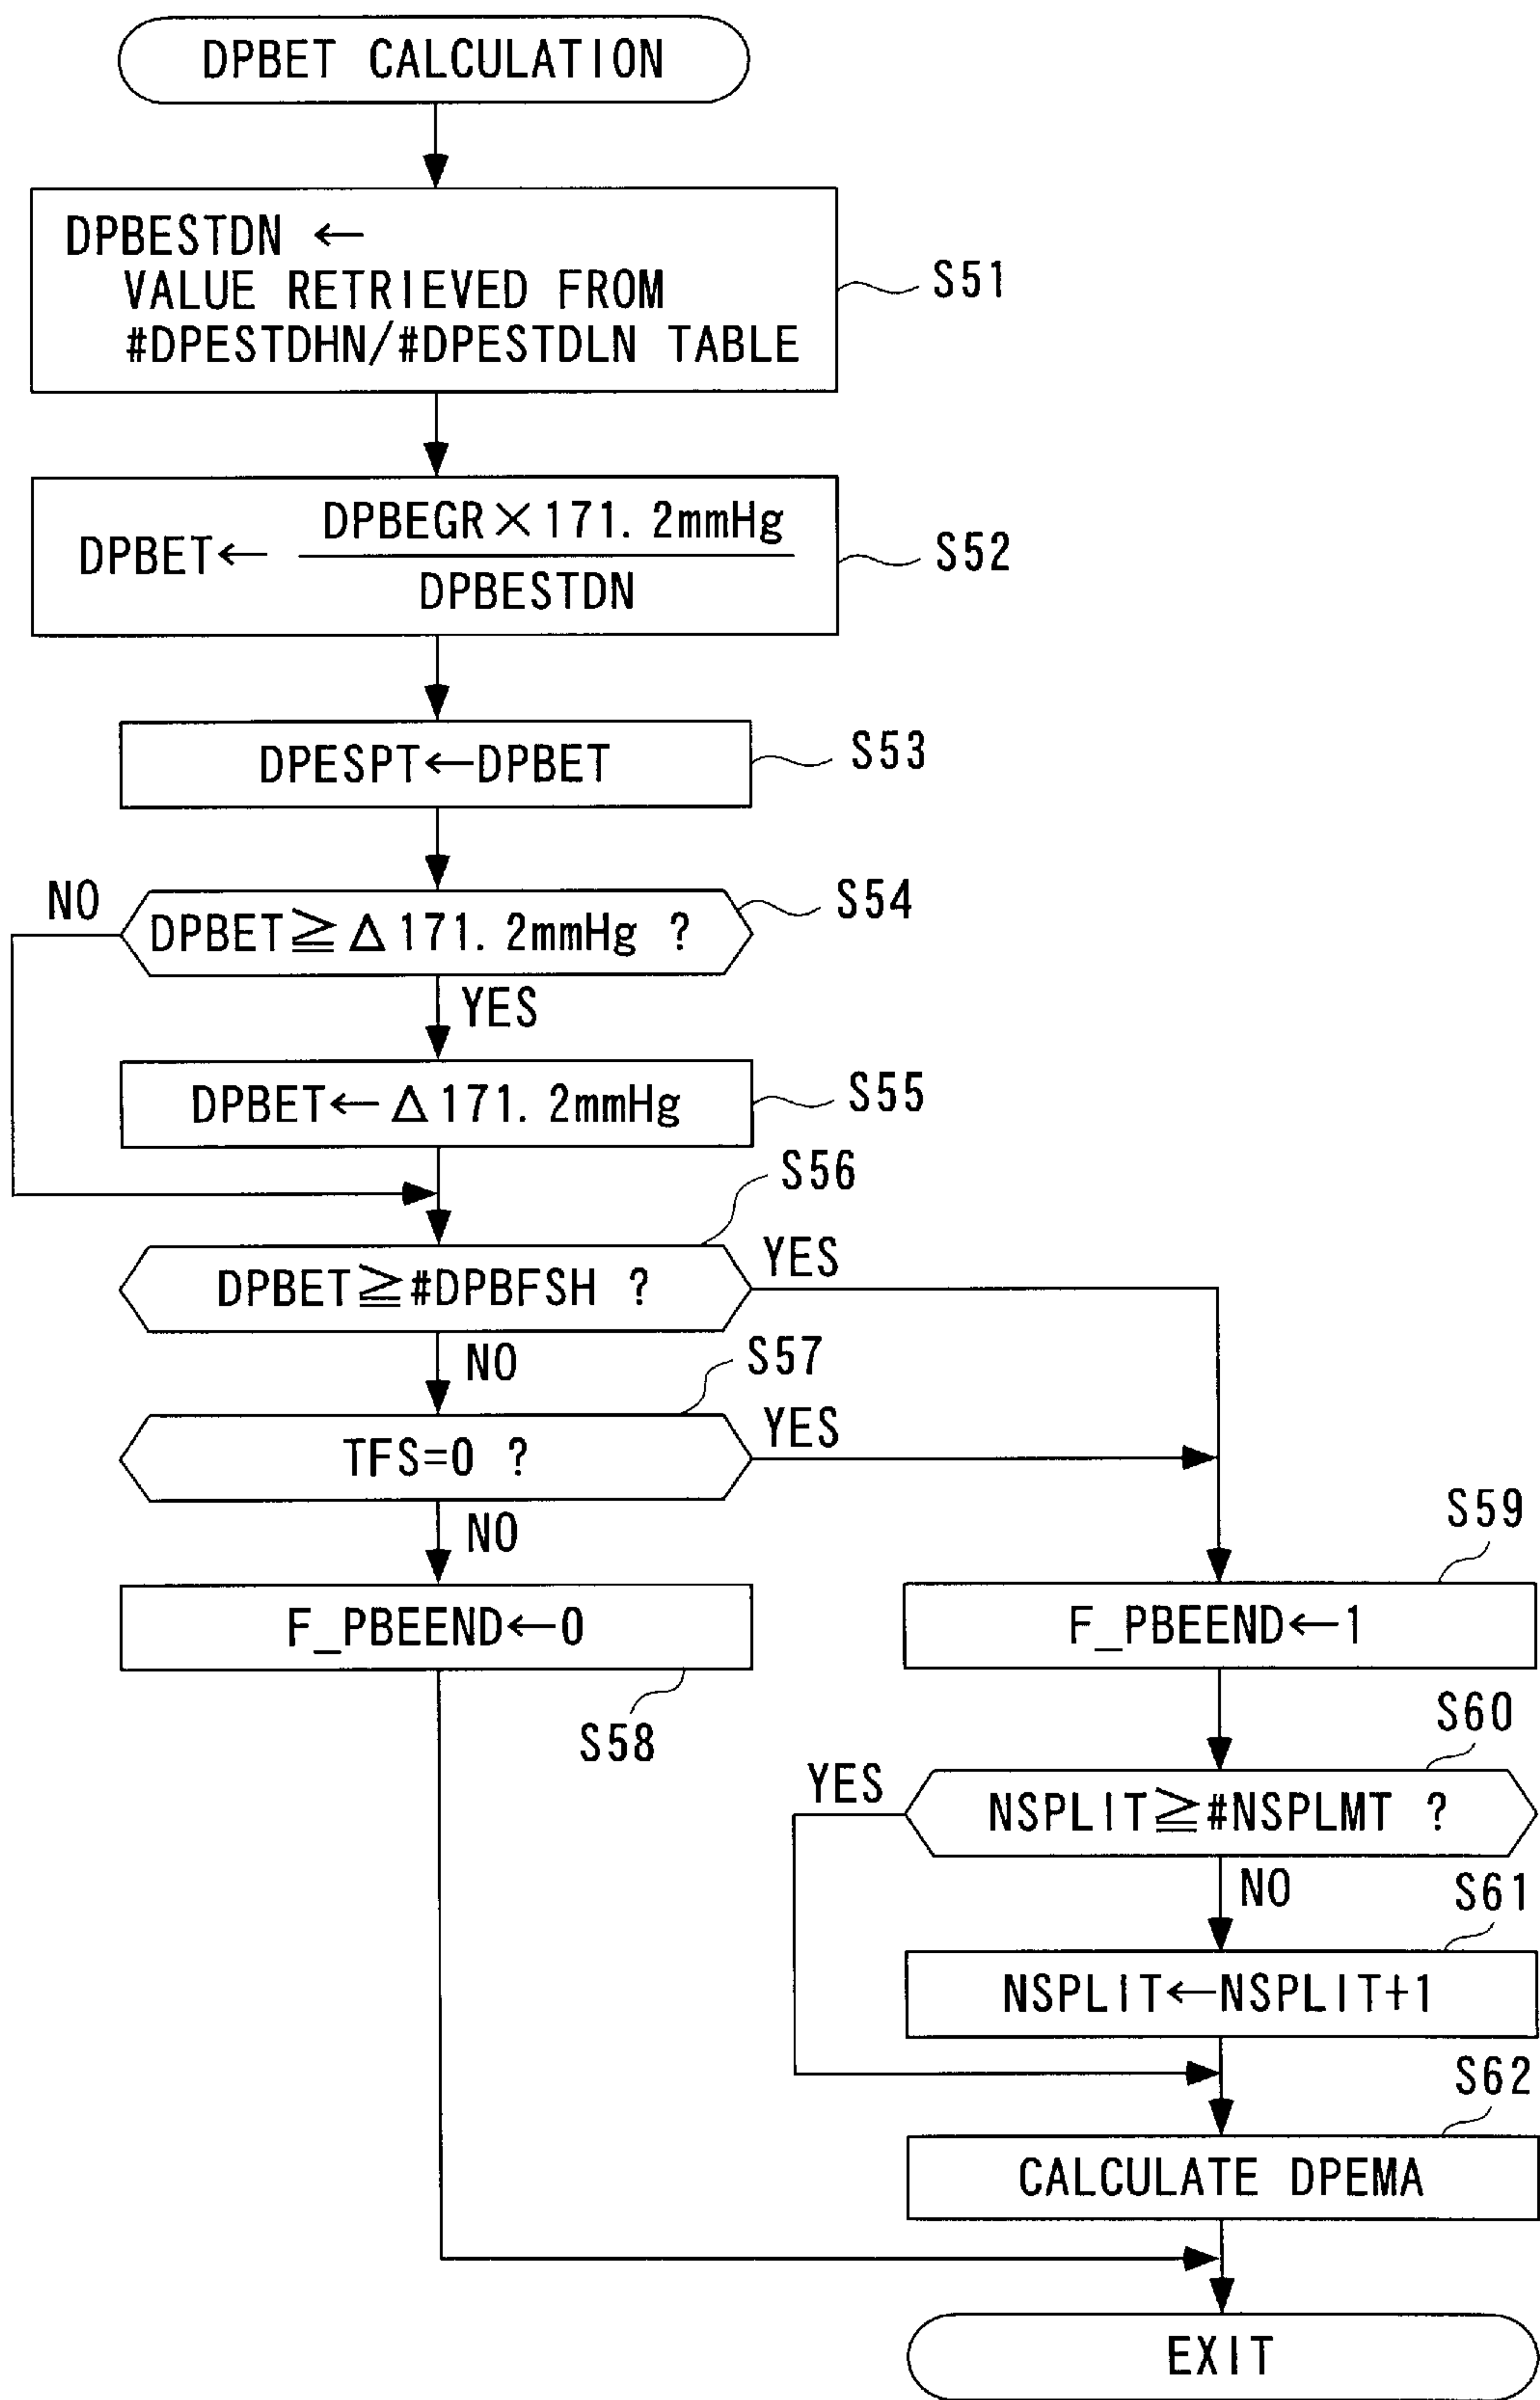 DPBET CALCULATION
DPBESTDN ←
VALUE RETRIEVED FROM
#DPESTDHN/#DPESTDLN TABLE
S51
DPBEGR×171.2mmHg
DPBET←
DPBESTDN
S52
DPESPT←DPBET
S53
NO
DPBET≧Δ171.2mmHg ?
S54
YES
DPBET←Δ171.2mmHg
S55
S56
DPBET≧#DPBFSH ?
YES
NO
S57
TFS=0 ?
YES
NO
S59
F_PBEEND←0
F_PBEEND←1
S58
S60
YES
NSPLIT≧#NSPLMT ?
NO
S61
NSPLIT←NSPLIT+1
S62
CALCULATE DPEMA
EXIT